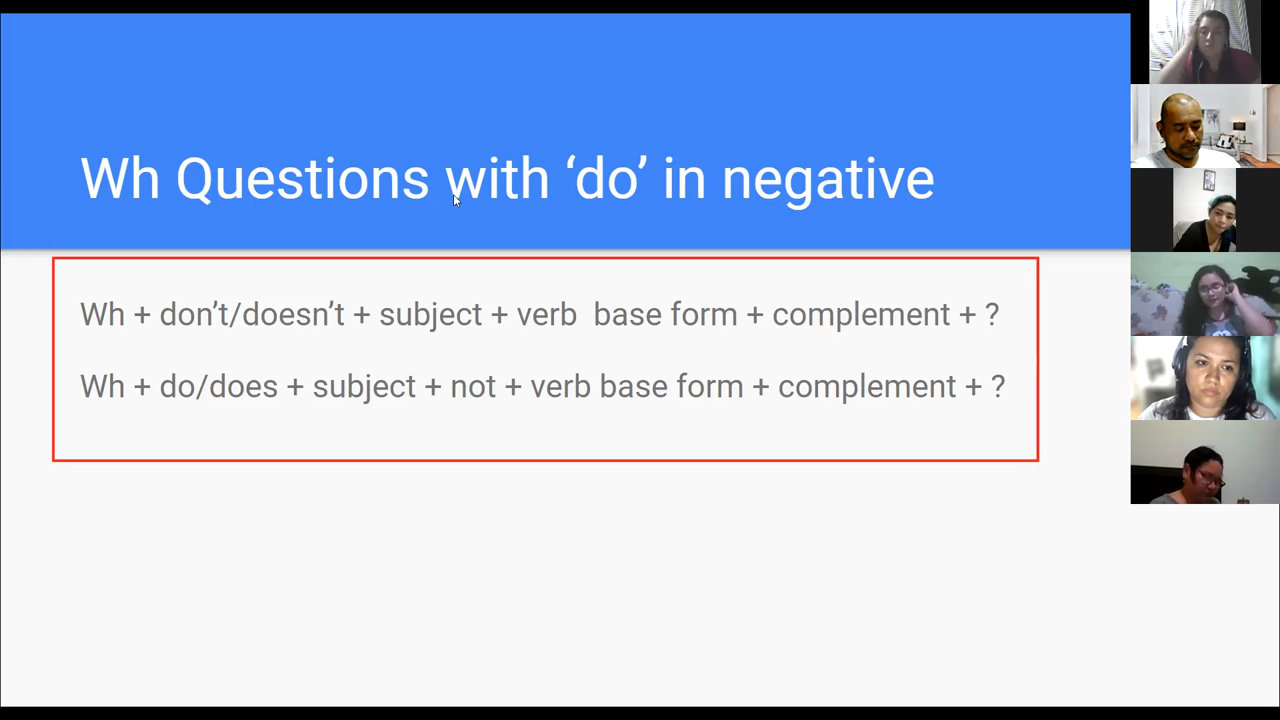 Wh Questions with ‘do’ in negative
Wh + don’t/doesn’t + subject + verb  base form + complement + ?
Wh + do/does + subject + not + verb base form + complement + ?